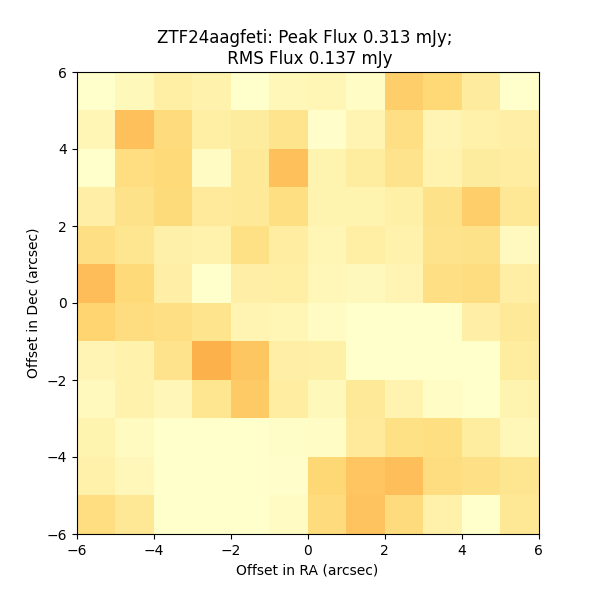 ZTF24aagfeti: Peak Flux 0.313 mJy;
RMS Flux 0.137 mJy
6
4
2
0
−2
−4
−6
Offset in Dec (arcsec)
−6 −4 −2 0 2 4 6
Offset in RA (arcsec)